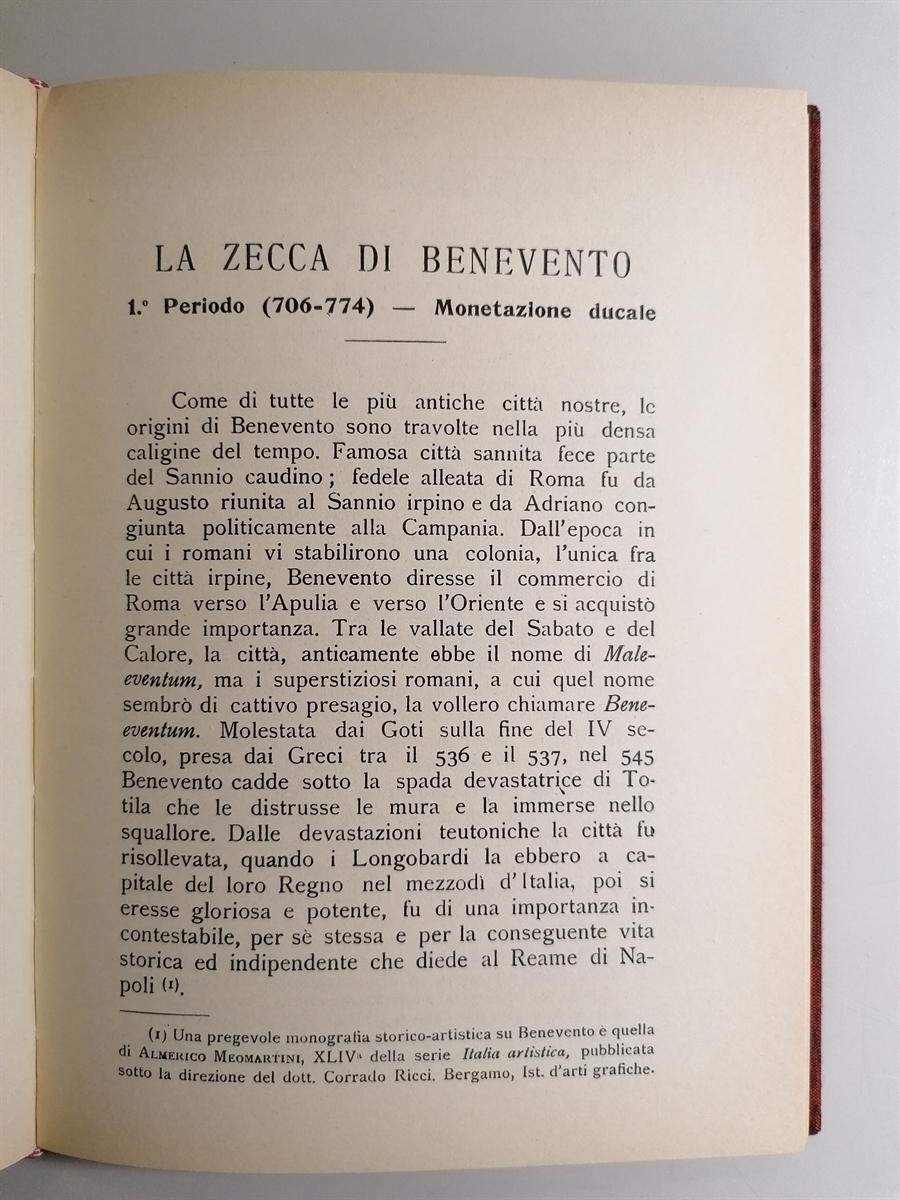 LA ZECCA DI BENEVENTO
1.º Periodo (706-774) — Monetazione ducale
Come di tutte le più antiche città nostre, le
origini di Benevento sono travolte nella più densa
caligine del tempo. Famosa città sannita fece parte
del Sannio caudino; fedele alleata di Roma fu da
Augusto riunita al Sannio irpino e da Adriano con-
giunta politicamente alla Campania. Dall'epoca in
cui i romani vi stabilirono una colonia, l'unica fra
le città irpine, Benevento diresse il commercio di
Roma verso l'Apulia e verso l'Oriente e si acquistò
grande importanza. Tra le vallate del Sabato e del
Calore, la città, anticamente ebbe il nome di Male-
eventum, ma i superstiziosi romani, a cui quel nome
sembrò di cattivo presagio, la vollero chiamare Bene-
eventum. Molestata dai Goti sulla fine del IV se-
colo, presa dai Greci tra il 536 e il 537, nel 545
Benevento cadde sotto la spada devastatrice di To-
tila che le distrusse le mura e la immerse nello
squallore. Dalle devastazioni teutoniche la città fu
risollevata, quando i Longobardi la ebbero a ca-
pitale del loro Regno nel mezzodì d'Italia, poi si
eresse gloriosa e potente, fu di una importanza in-
contestabile, per sè stessa e per la conseguente vita
storica ed indipendente che diede al Reame di Na-
poli (1).
(1) Una pregevole monografia storico-artistica su Benevento è quella
di ALMERICO MEOMARTINI, XLIVª della serie Italia artistica, pubblicata
sotto la direzione del dott. Corrado Ricci. Bergamo, Ist. d'arti grafiche.